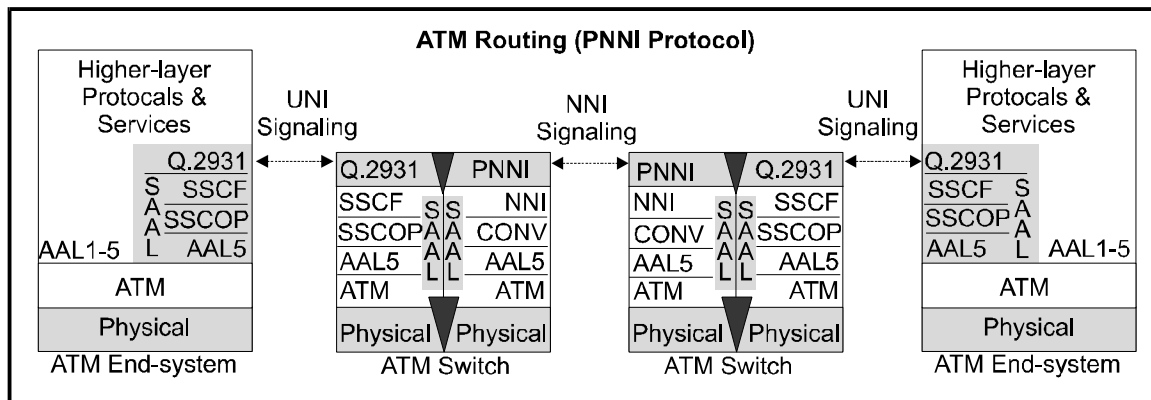 ATM Routing (PNNI Protocol)
Higher-layer
Protocals &
Services
Q.2931
SSCF
SSCOP
AAL5
SAAL
AAL1-5
ATM
Physical
ATM End-system
UNI
Signaling
Q.2931
SSCF
SSCOP
AAL5
ATM
Physical
SAAL
SAAL
PNNI
NNI
CONV
AAL5
ATM
Physical
ATM Switch
NNI
Signaling
PNNI
NNI
CONV
AAL5
ATM
Physical
SAAL
SAAL
Q.2931
SSCF
SSCOP
AAL5
ATM
Physical
ATM Switch
UNI
Signaling
Higher-layer
Protocals &
Services
Q.2931
SSCF
SSCOP
AAL5
SAAL
AAL1-5
ATM
Physical
ATM End-system